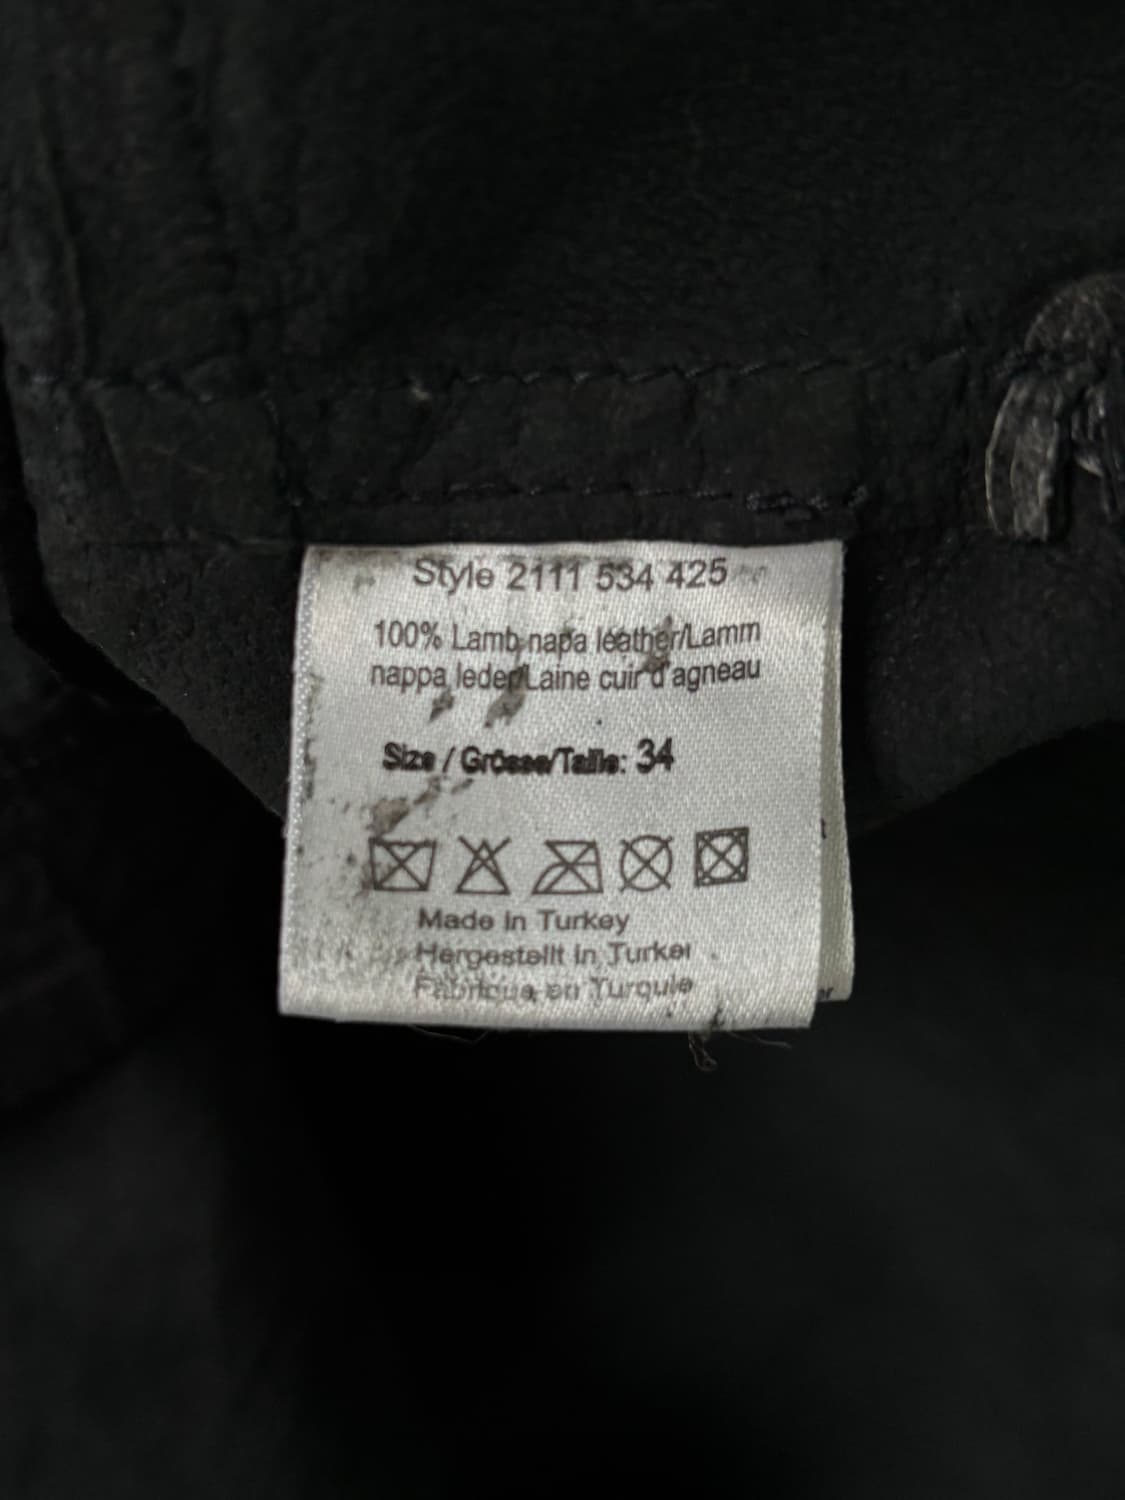 Style 2111 534 425
100% Lamb napa leather/Lamm
nappa leder/Laine cuir d'agneau
Size / Grösse/Taille: 34
Made in Turkey
Hergestellt in Turkei
Fabrique en Turquie